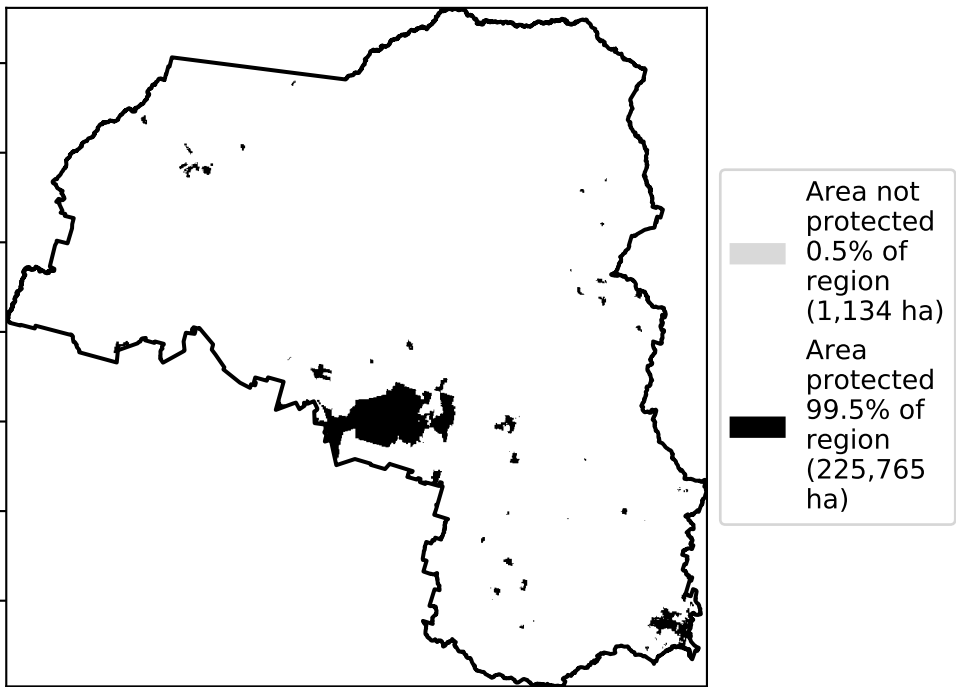 Area not
protected
0.5% of
region
(1,134 ha)
Area
protected
99.5% of
region
(225,765
ha)